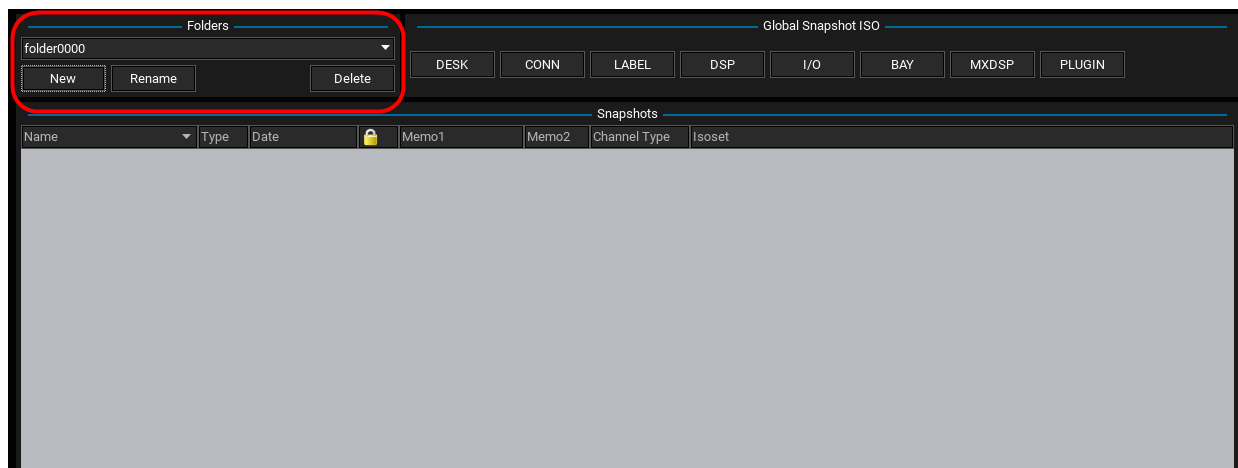 Folders
folder0000
New Rename Delete
Global Snapshot ISO
DESK CONN LABEL DSP I/O BAY MXDSP PLUGIN
Snapshots
Name Type Date Memo1 Memo2 Channel Type Isoset